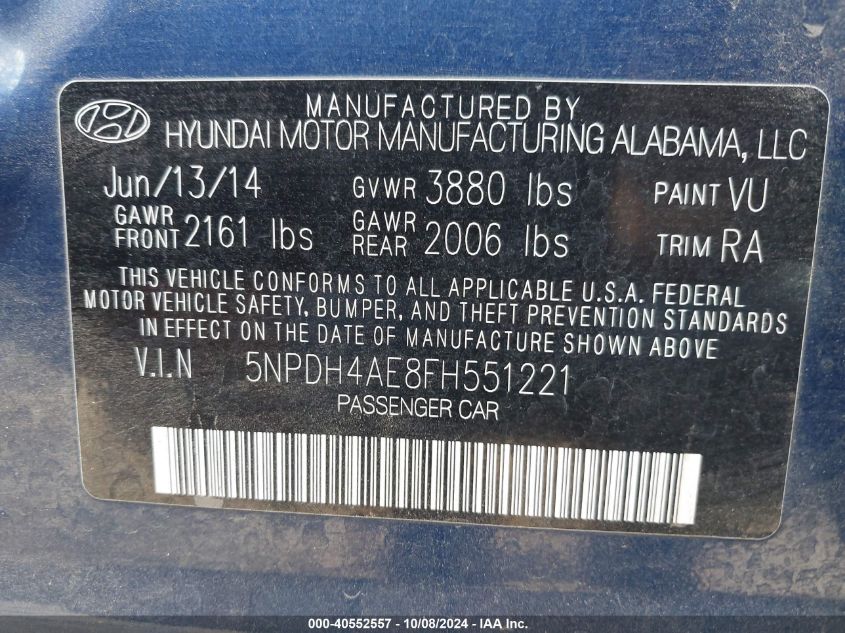 MANUFACTURED BY
HYUNDAI MOTOR MANUFACTURING ALABAMA, LLC
Jun/13/14 GVWR 3880 lbs PAINT VU
GAWR FRONT 2161 lbs GAWR REAR 2006 lbs TRIM RA
THIS VEHICLE CONFORMS TO ALL APPLICABLE U.S.A. FEDERAL
MOTOR VEHICLE SAFETY, BUMPER, AND THEFT PREVENTION STANDARDS
IN EFFECT ON THE DATE OF MANUFACTURE SHOWN ABOVE.
V.I.N 5NPDH4AE8FH551221
PASSENGER CAR
000-40552557 - 10/08/2024 - IAA Inc.